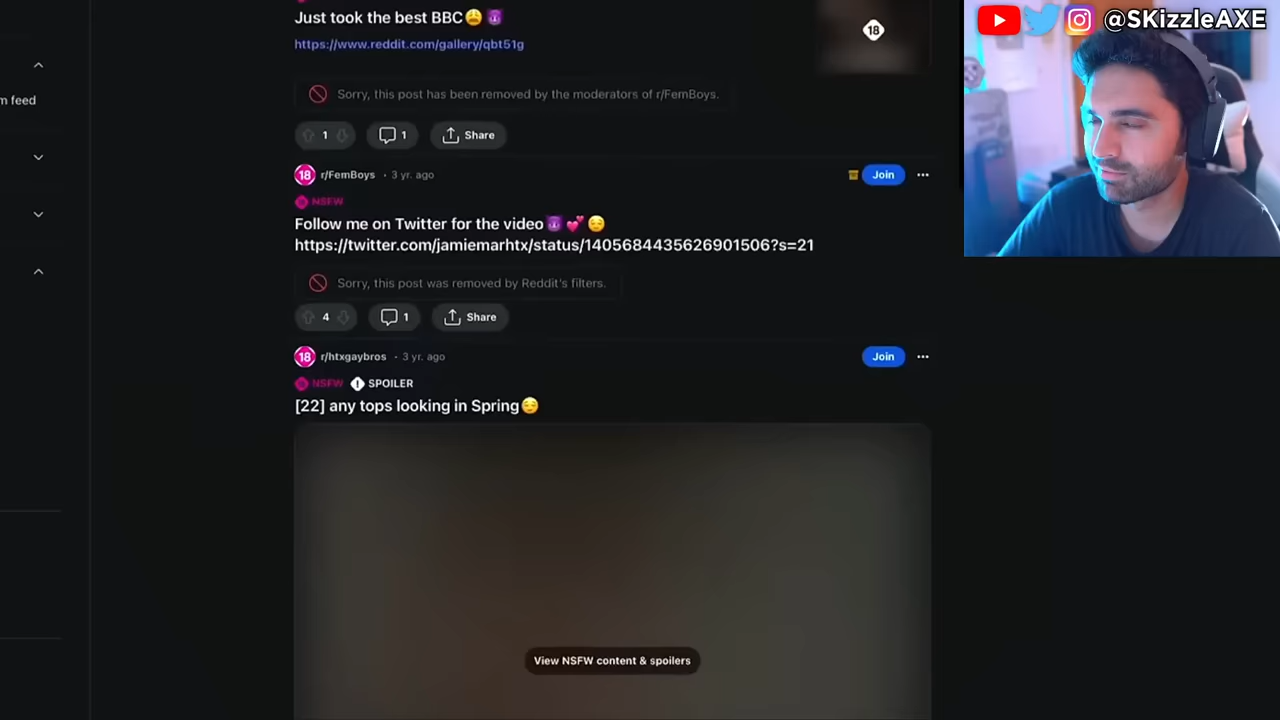 Just took the best BBC😩😈
https://www.reddit.com/gallery/qbt51g
18
Sorry, this post has been removed by the moderators of r/FemBoys.
1 1 Share
m feed
18 r/FemBoys • 3 yr. ago Join
NSFW
Follow me on Twitter for the video😈💕😌
https://twitter.com/jamiemarhtx/status/1405684435626901506?s=21
Sorry, this post was removed by Reddit's filters.
4 1 Share
18 r/htxgaybros • 3 yr. ago Join
NSFW SPOILER
[22] any tops looking in Spring😌
View NSFW content & spoilers
@SKizzleAXE